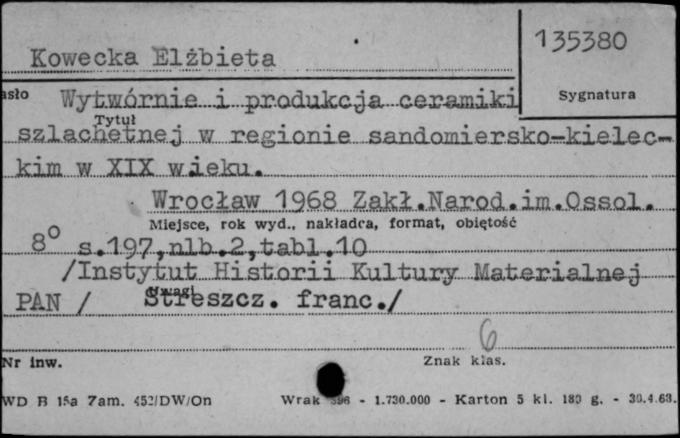 Kowecka Elżbieta
135380
asło Wytwórnie i produkcja ceramiki
Sygnatura
Tytuł
szlachetnej w regionie sandomiersko-kielec-
kim w XIX wieku.
Wrocław 1968 Zakł.Narod.im.Ossol.
Miejsce, rok wyd., nakładca, format, objętość
8° s.197,nlb.2,tabl.10
/Instytut Historii Kultury Materialnej
Uwagi
PAN / Streszcz. franc./
6
Nr inw.
Znak klas.
WD B 15a Zam. 452/DW/On Wrak 396 - 1.730.000 - Karton 5 kl. 180 g. - 30.4.63.